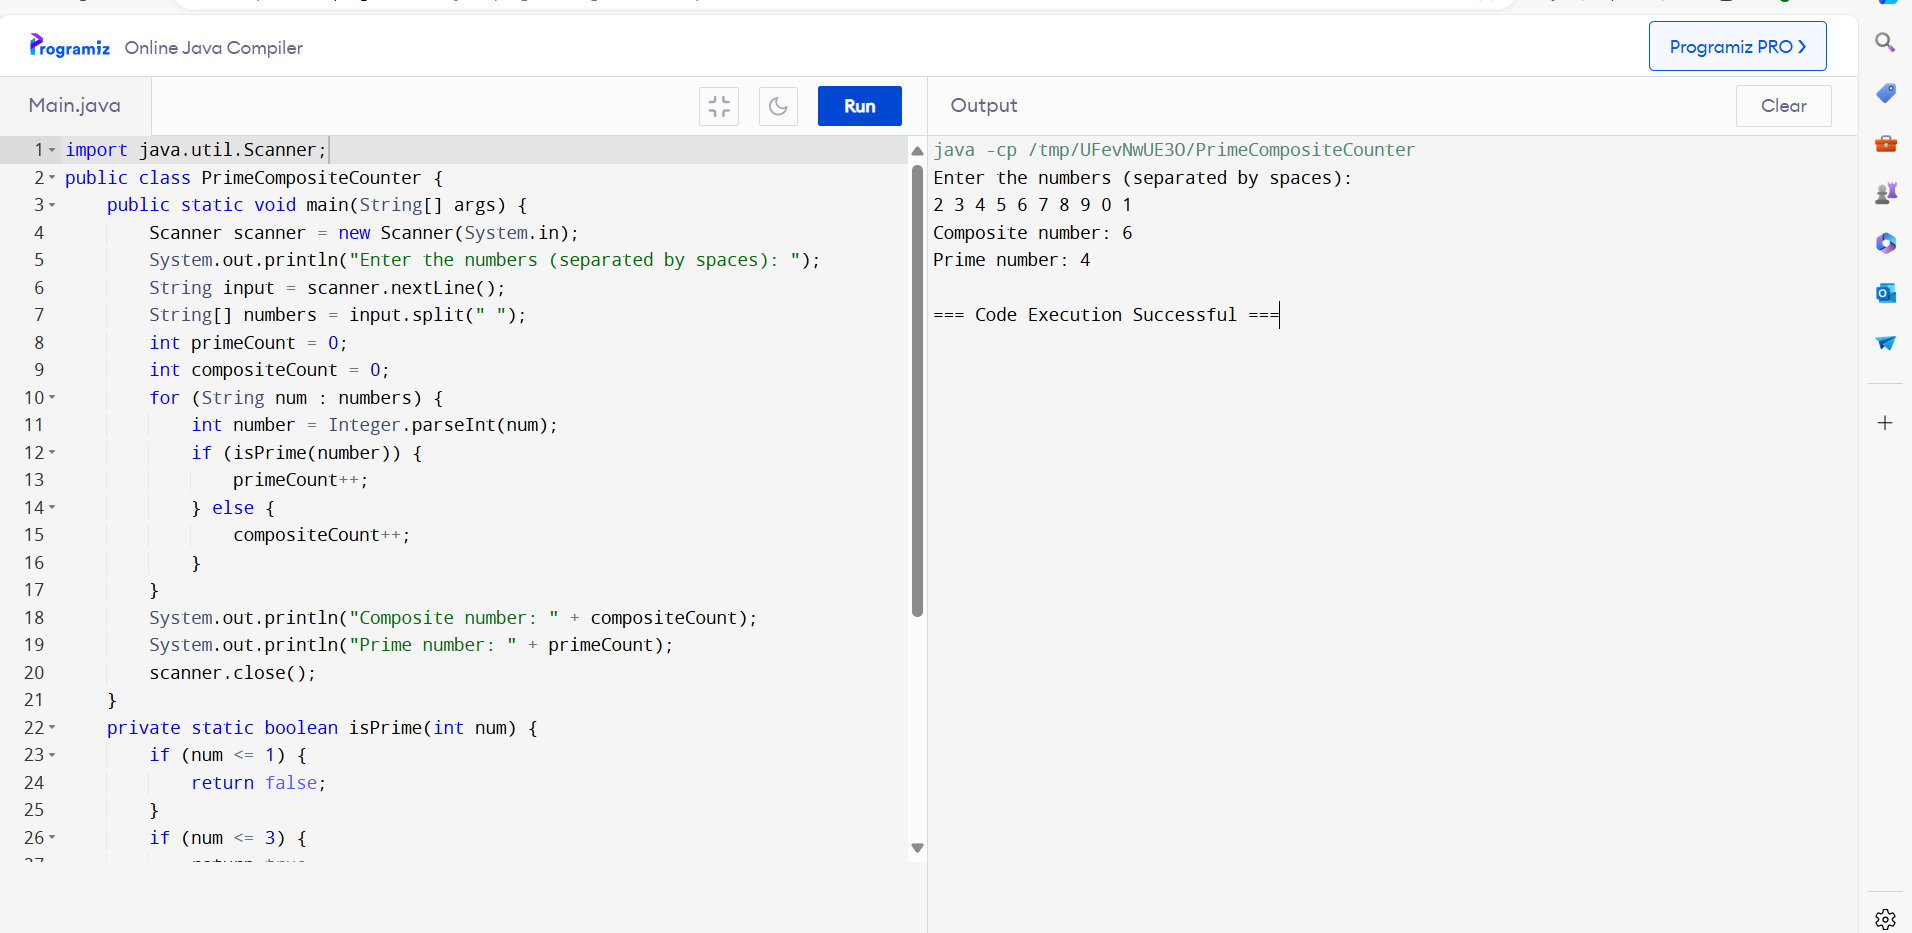 Programiz Online Java Compiler
Programiz PRO
Main.java
Run
Output
Clear
1 import java.util.Scanner;
2 public class PrimeCompositeCounter {
3     public static void main(String[] args) {
4         Scanner scanner = new Scanner(System.in);
5         System.out.println("Enter the numbers (separated by spaces): ");
6         String input = scanner.nextLine();
7         String[] numbers = input.split(" ");
8         int primeCount = 0;
9         int compositeCount = 0;
10         for (String num : numbers) {
11             int number = Integer.parseInt(num);
12             if (isPrime(number)) {
13                 primeCount++;
14             } else {
15                 compositeCount++;
16             }
17         }
18         System.out.println("Composite number: " + compositeCount);
19         System.out.println("Prime number: " + primeCount);
20         scanner.close();
21     }
22     private static boolean isPrime(int num) {
23         if (num <= 1) {
24             return false;
25         }
26         if (num <= 3) {
java -cp /tmp/UFevNwUE3O/PrimeCompositeCounter
Enter the numbers (separated by spaces):
2 3 4 5 6 7 8 9 0 1
Composite number: 6
Prime number: 4
=== Code Execution Successful ===